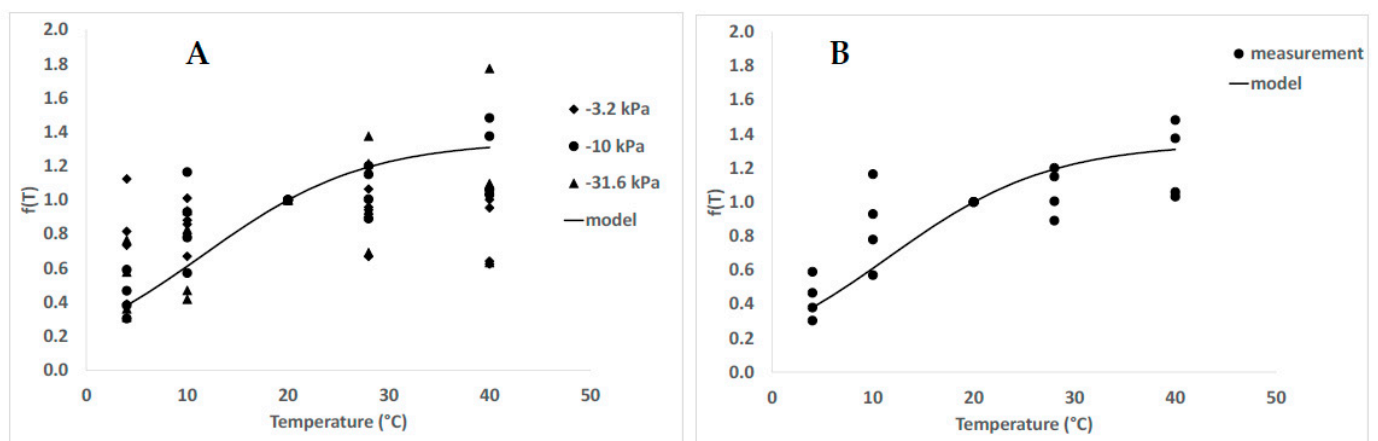 A
2.0
1.8
1.6
1.4
1.2
1.0
0.8
0.6
0.4
0.2
0.0
f(T)
0 10 20 30 40 50
Temperature (°C)
-3.2 kPa
-10 kPa
-31.6 kPa
model
B
2.0
1.8
1.6
1.4
1.2
1.0
0.8
0.6
0.4
0.2
0.0
f(T)
0 10 20 30 40 50
Temperature (°C)
measurement
model